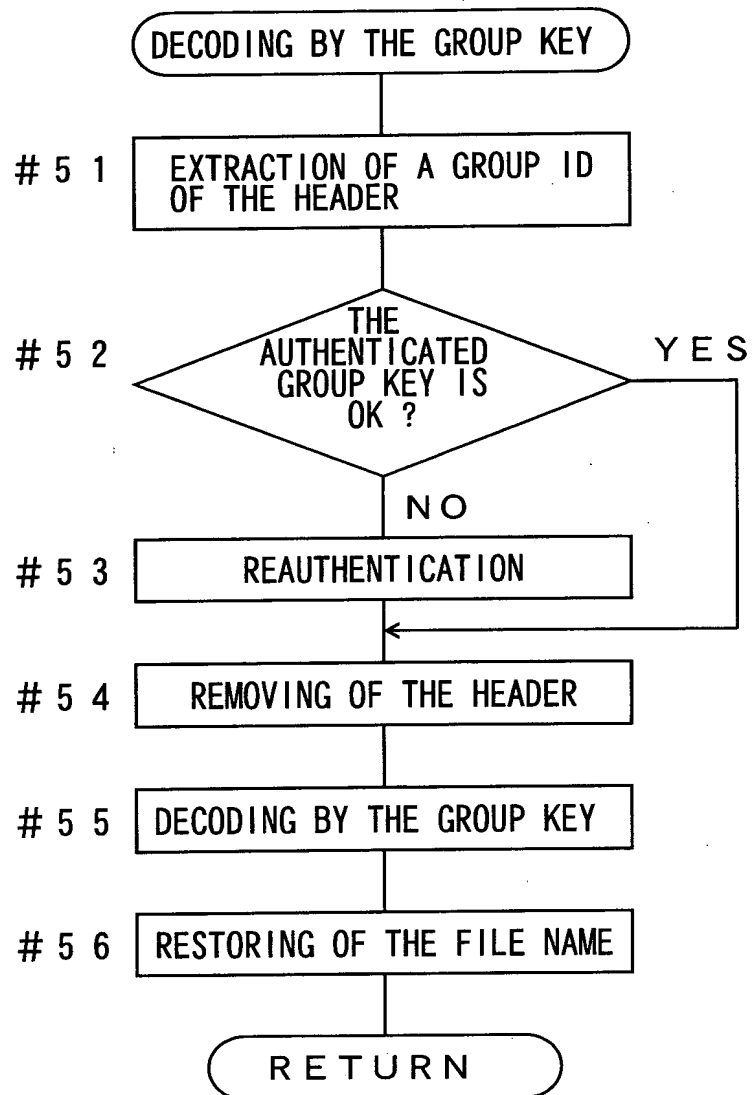 DECODING BY THE GROUP KEY
#51 EXTRACTION OF A GROUP ID
OF THE HEADER
#52 THE
AUTHENTICATED
GROUP KEY IS
OK ?
YES
NO
#53 REAUTHENTICATION
#54 REMOVING OF THE HEADER
#55 DECODING BY THE GROUP KEY
#56 RESTORING OF THE FILE NAME
RETURN